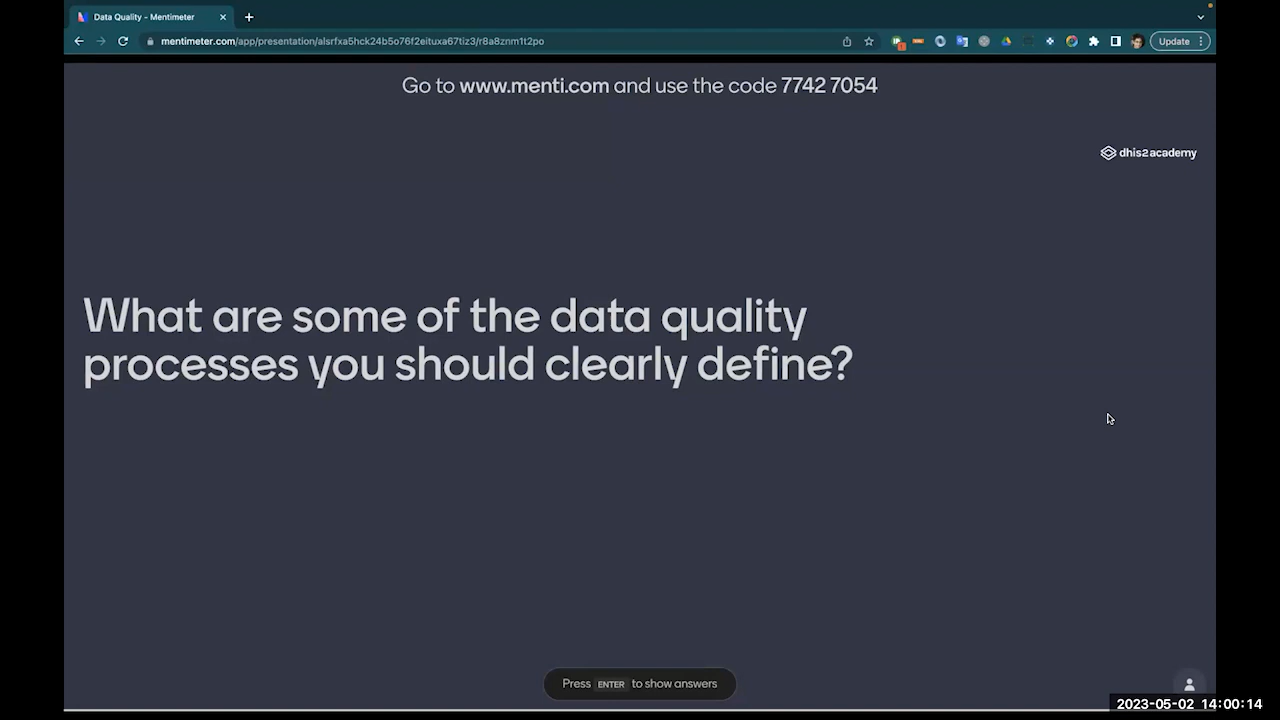 Data Quality - Mentimeter
mentimeter.com/app/presentation/alsrfxa5hck24b5o76f2eituxa67tiz3/r8a8znm1t2po
Update
Go to www.menti.com and use the code 7742 7054
dhis2 academy
What are some of the data quality
processes you should clearly define?
Press ENTER to show answers
2023-05-02 14:00:14